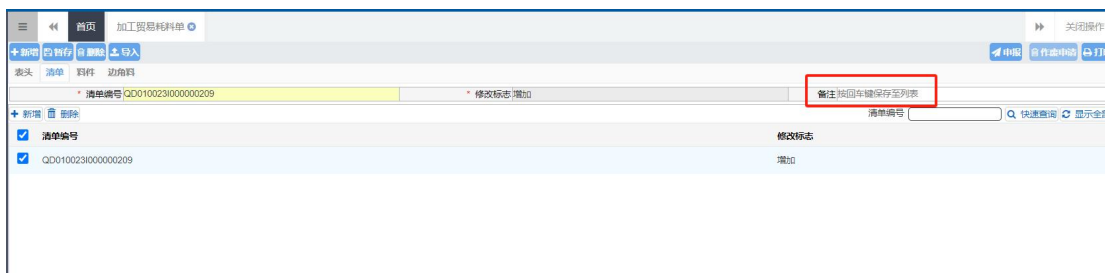 首页 加工贸易耗料单 关闭操作
+新增 暂存 删除 导入 申报 作废申请 打印
表头 清单 料件 边角料
* 清单编号 QD010023I000000209 * 修改标志 增加 备注 按回车键保存至列表
+ 新增 删除 清单编号 快速查询 显示全部
清单编号 修改标志
QD010023I000000209 增加